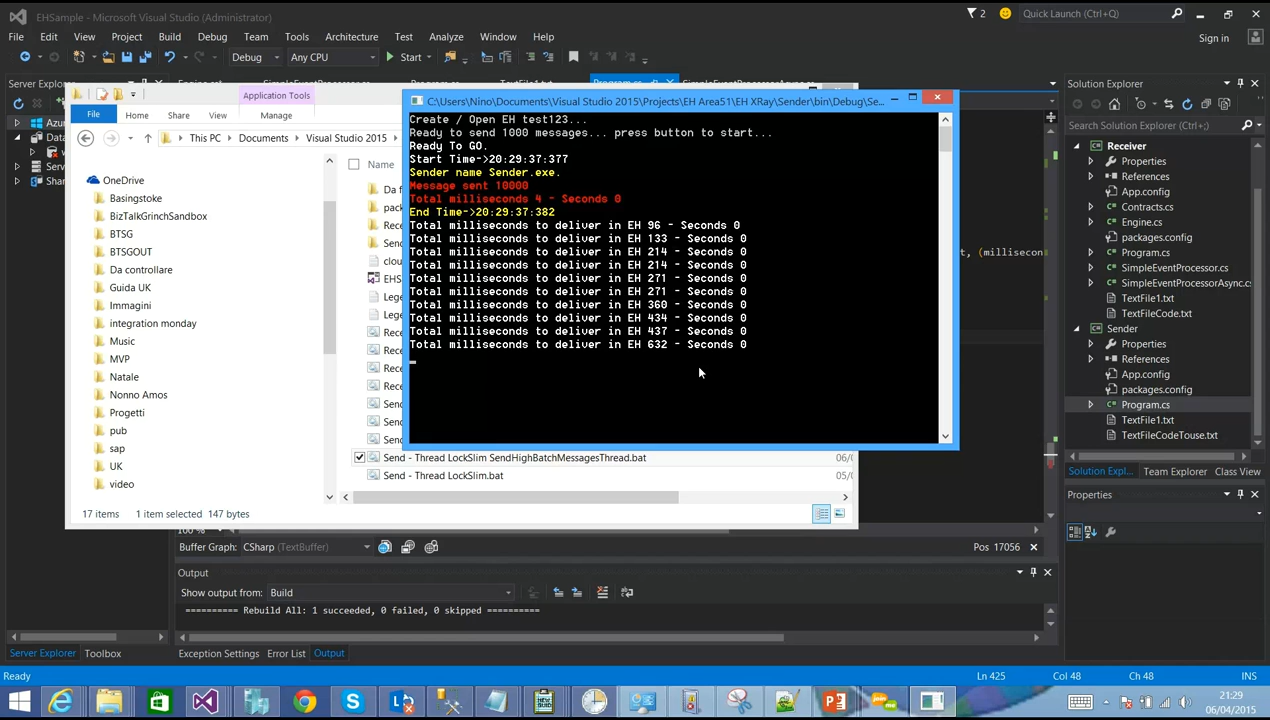 EHSample - Microsoft Visual Studio (Administrator)
2
Quick Launch (Ctrl+Q)
File Edit View Project Build Debug Team Tools Architecture Test Analyze Window Help
Sign in
Debug Any CPU Start
Server Explorer
Solution Explorer
Search Solution Explorer (Ctrl+;)
Application Tools
File Home Share View Manage
This PC Documents Visual Studio 2015
Name
OneDrive
Basingstoke
BizTalkGrinchSandbox
BTSG
BTSGOUT
Da controllare
Guida UK
Immagini
integration monday
Music
MVP
Natale
Nonno Amos
Progetti
pub
sap
UK
video
Send - Thread LockSlim SendHighBatchMessagesThread.bat
Send - Thread LockSlim.bat
17 items 1 item selected 147 bytes
C:\Users\Nino\Documents\Visual Studio 2015\Projects\EH Area51\EH XRay\Sender\bin\Debug\Se...
Create / Open EH test123...
Ready to send 1000 messages... press button to start...
Ready To GO.
Start Time->20:29:37:377
Sender name Sender.exe.
Message sent 10000
Total milliseconds 4 - Seconds 0
End Time->20:29:37:382
Total milliseconds to deliver in EH 96 - Seconds 0
Total milliseconds to deliver in EH 133 - Seconds 0
Total milliseconds to deliver in EH 214 - Seconds 0
Total milliseconds to deliver in EH 214 - Seconds 0
Total milliseconds to deliver in EH 271 - Seconds 0
Total milliseconds to deliver in EH 271 - Seconds 0
Total milliseconds to deliver in EH 360 - Seconds 0
Total milliseconds to deliver in EH 434 - Seconds 0
Total milliseconds to deliver in EH 437 - Seconds 0
Total milliseconds to deliver in EH 632 - Seconds 0
Receiver
Properties
References
App.config
Contracts.cs
Engine.cs
packages.config
Program.cs
SimpleEventProcessor.cs
SimpleEventProcessorAsync.cs
TextFile1.txt
TextFileCode.txt
Sender
Properties
References
App.config
packages.config
Program.cs
TextFile1.txt
TextFileCodeTouse.txt
Solution Expl... Team Explorer Class View
Properties
Buffer Graph: CSharp (TextBuffer) Pos 17056
Output
Show output from: Build
========== Rebuild All: 1 succeeded, 0 failed, 0 skipped ==========
Server Explorer Toolbox Exception Settings Error List Output
Ready Ln 425 Col 48 Ch 48 INS
21:29
06/04/2015